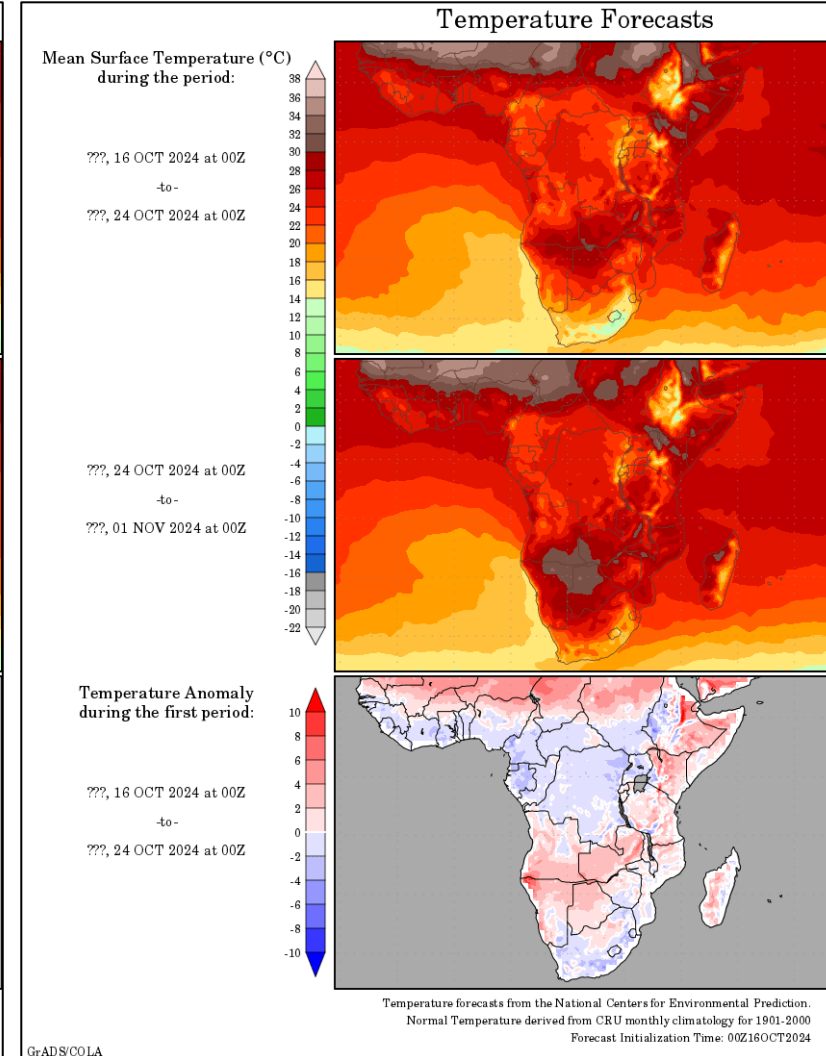 Temperature Forecasts
Mean Surface Temperature (°C)
during the period:
???, 16 OCT 2024 at 00Z
-to-
???, 24 OCT 2024 at 00Z
38
36
34
32
30
28
26
24
22
20
18
16
14
12
10
8
6
4
2
0
-2
-4
-6
-8
-10
-12
-14
-16
-18
-20
-22
???, 24 OCT 2024 at 00Z
-to-
???, 01 NOV 2024 at 00Z
Temperature Anomaly
during the first period:
???, 16 OCT 2024 at 00Z
-to-
???, 24 OCT 2024 at 00Z
10
8
6
4
2
0
-2
-4
-6
-8
-10
Temperature forecasts from the National Centers for Environmental Prediction.
Normal Temperature derived from CRU monthly climatology for 1901-2000
Forecast Initialization Time: 00Z16OCT2024
GrADS/COLA